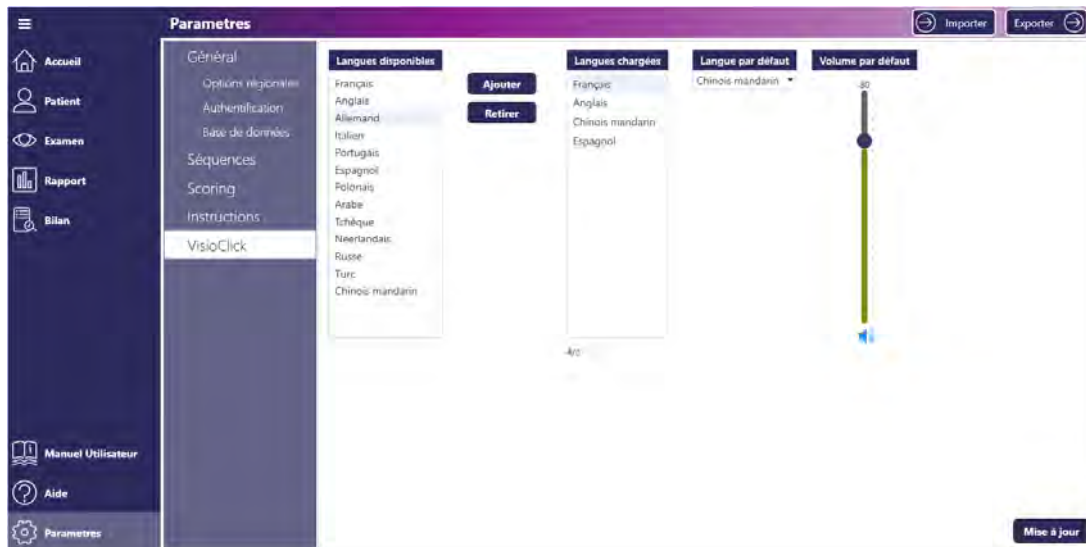 Parametres
Importer
Exporter
Accueil
Patient
Examen
Rapport
Bilan
Manuel Utilisateur
Aide
Parametres
Général
Options régionales
Authentification
Base de données
Séquences
Scoring
Instructions
VisioClick
Langues disponibles
Français
Anglais
Allemand
Italien
Portugais
Espagnol
Polonais
Arabe
Tchèque
Néerlandais
Russe
Turc
Chinois mandarin
Ajouter
Retirer
Langues chargées
Français
Anglais
Chinois mandarin
Espagnol
Langue par défaut
Chinois mandarin
Volume par défaut
80
Mise à jour